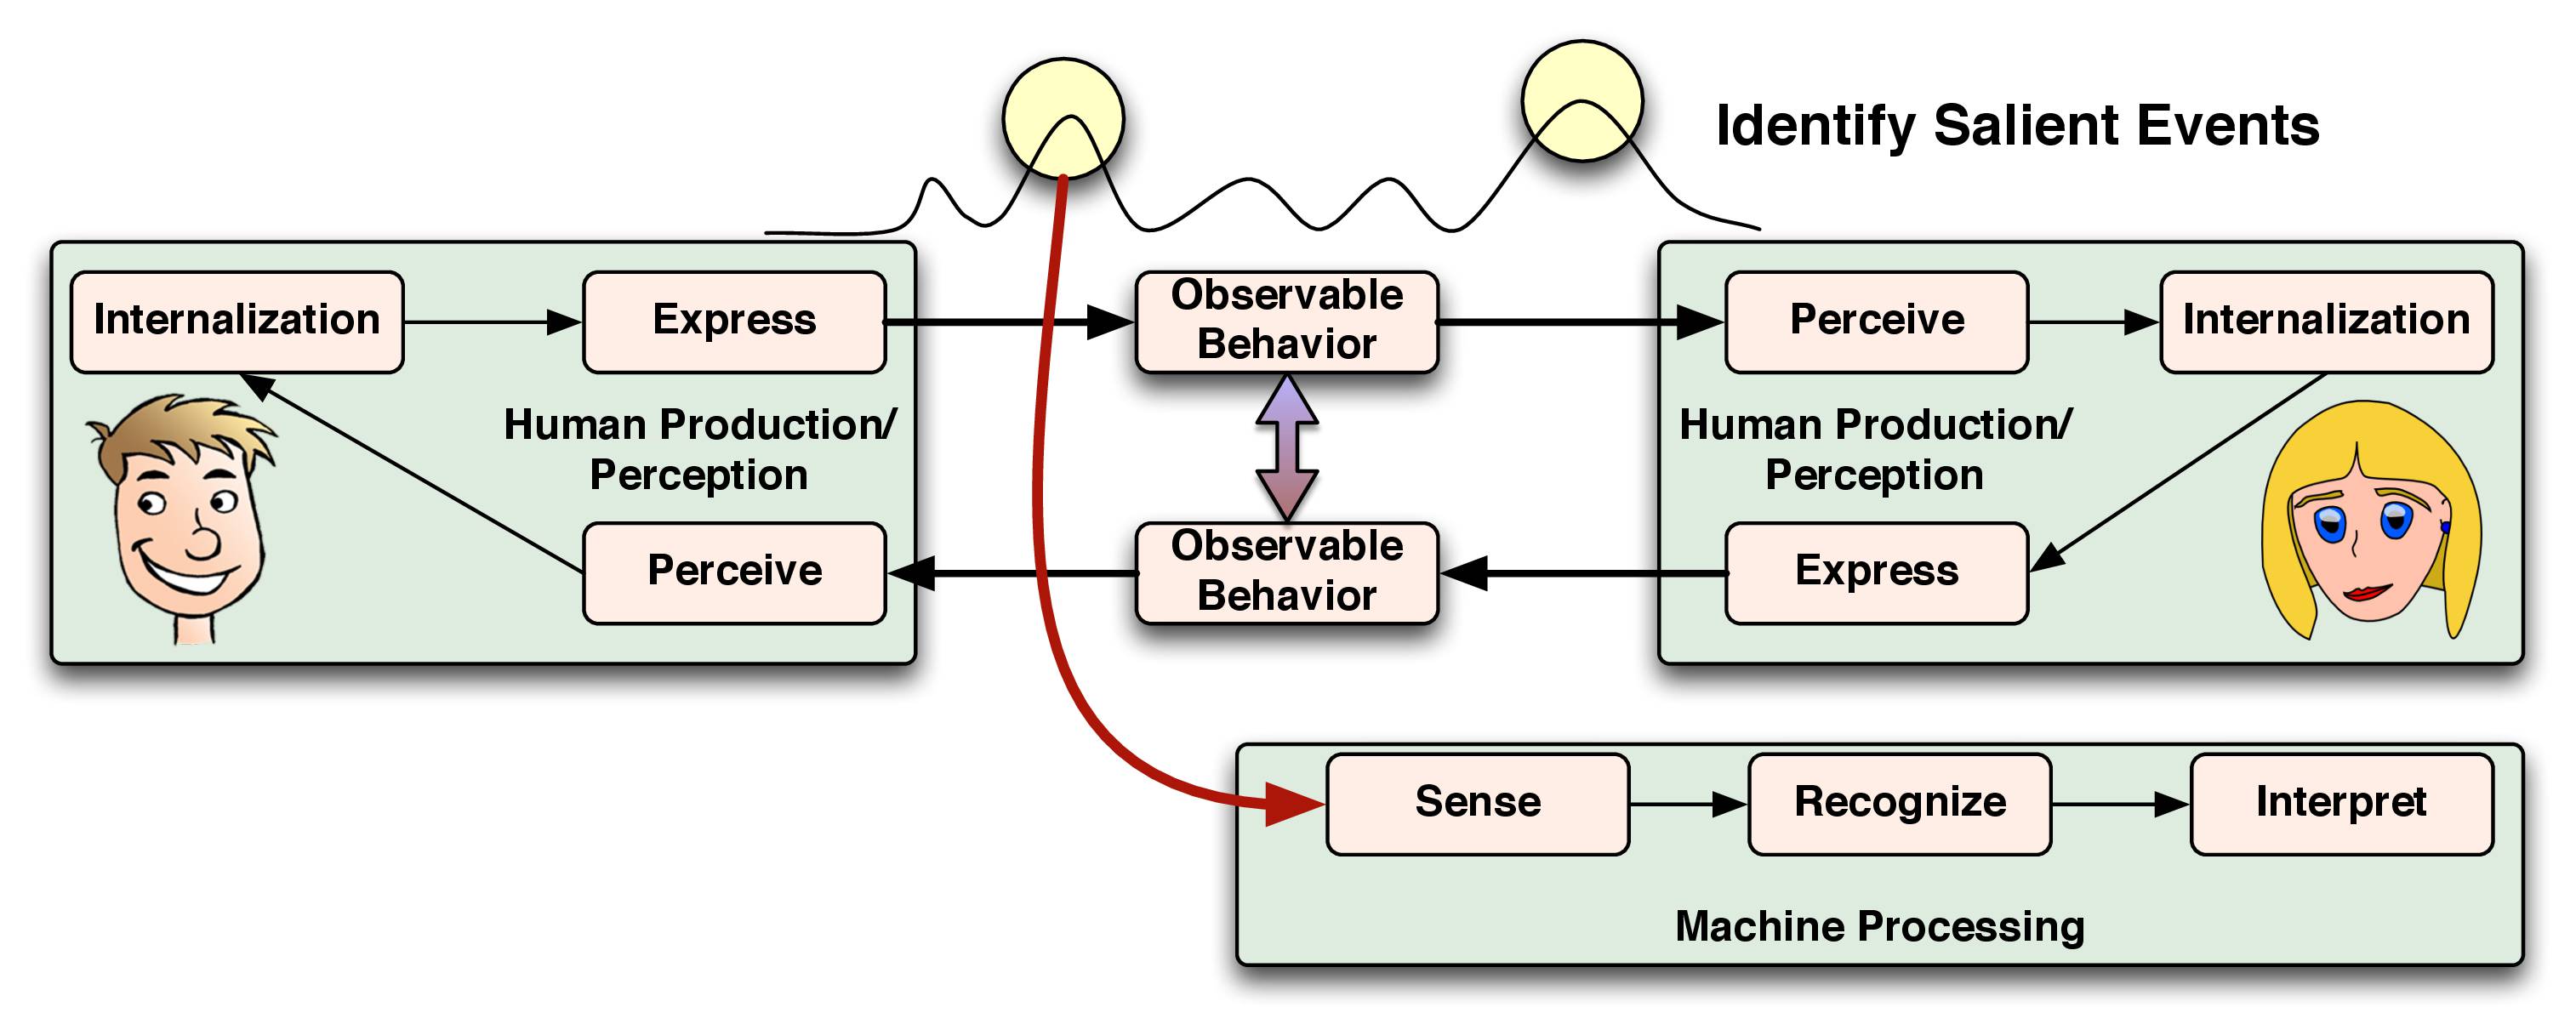 Identify Salient Events
Internalization
Express
Human Production/
Perception
Perceive
Observable
Behavior
Observable
Behavior
Perceive
Internalization
Human Production/
Perception
Express
Sense
Recognize
Interpret
Machine Processing